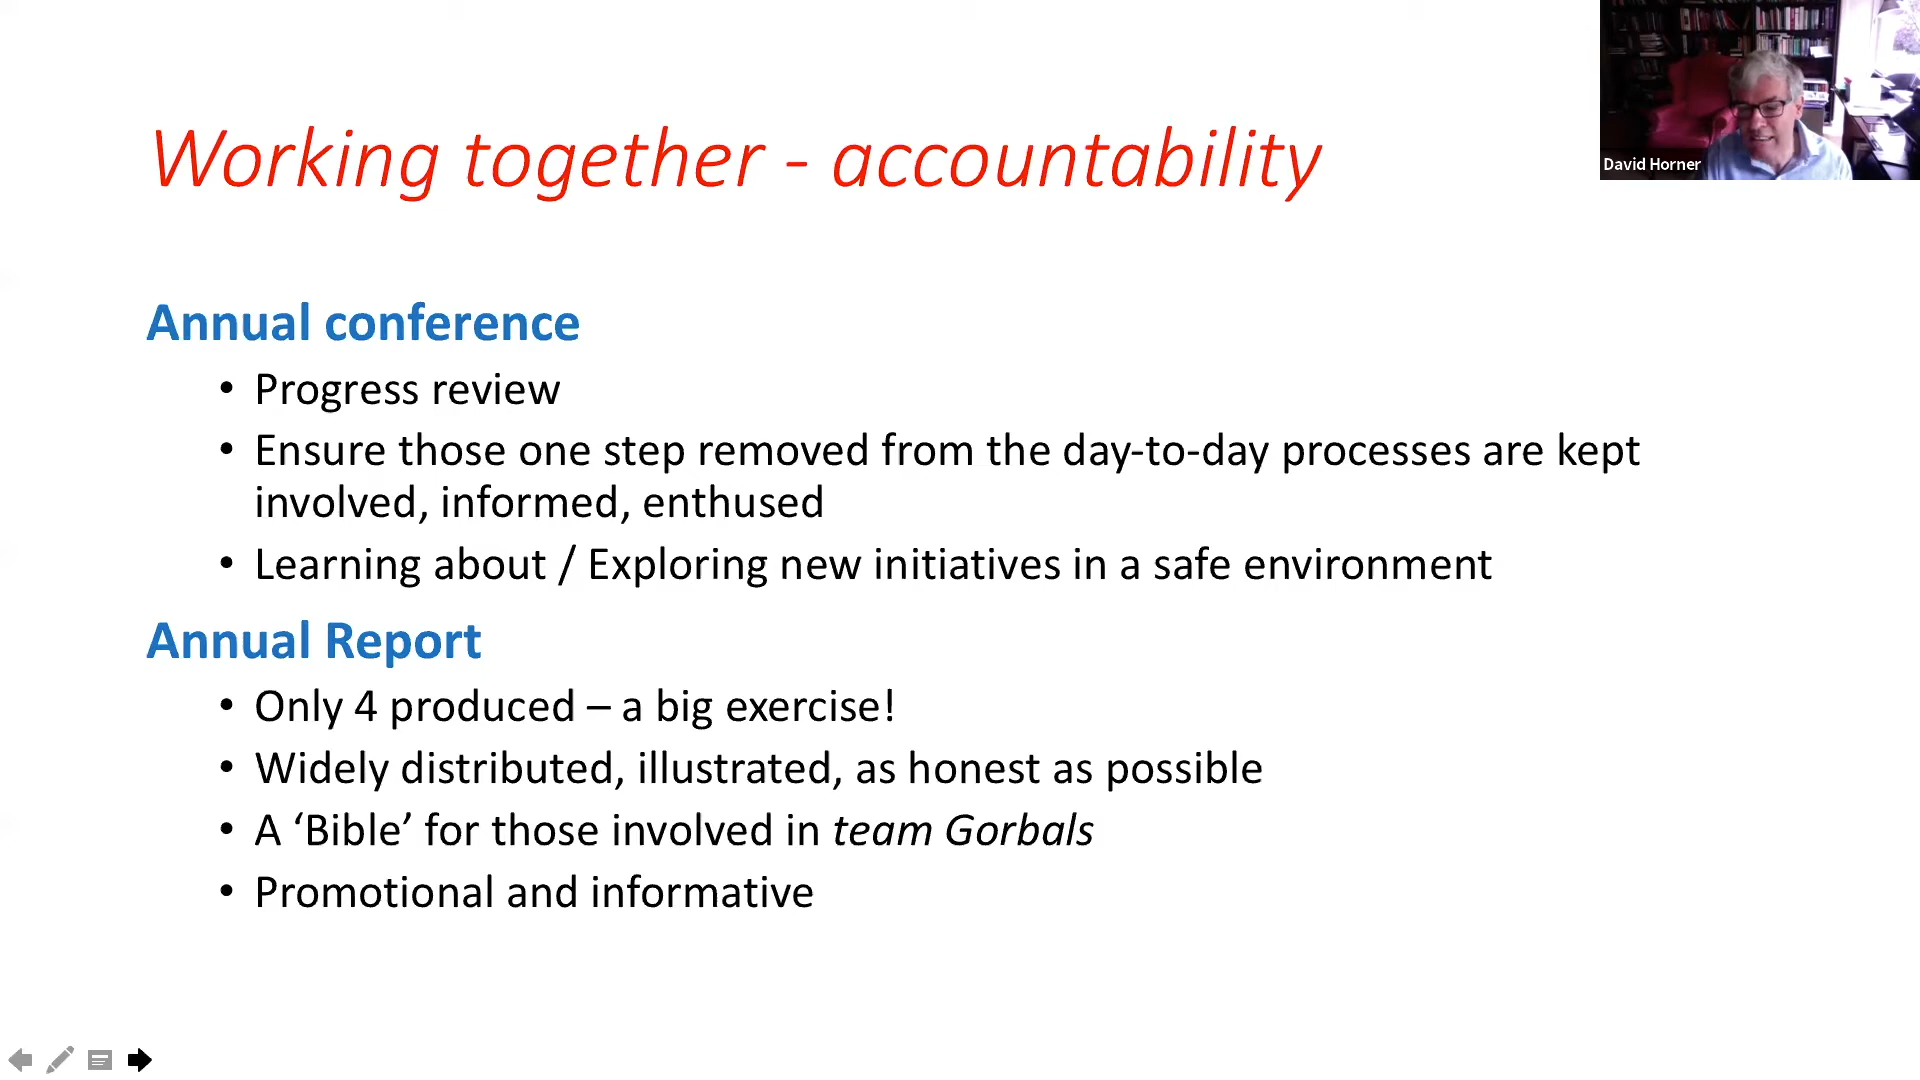 Working together - accountability
David Horner
Annual conference
• Progress review
• Ensure those one step removed from the day-to-day processes are kept
involved, informed, enthused
• Learning about / Exploring new initiatives in a safe environment
Annual Report
• Only 4 produced – a big exercise!
• Widely distributed, illustrated, as honest as possible
• A ‘Bible’ for those involved in team Gorbals
• Promotional and informative